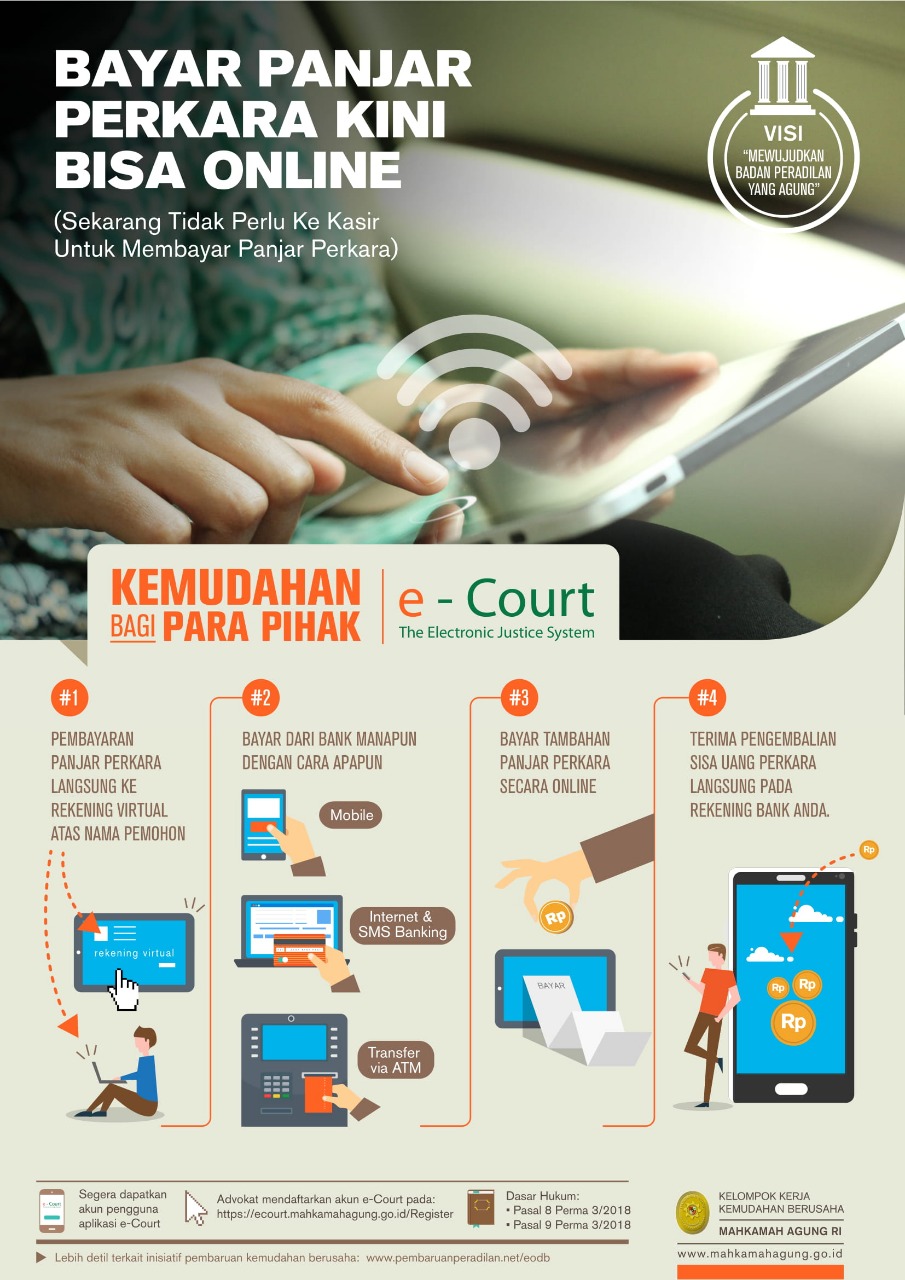 BAYAR PANJAR
PERKARA KINI
BISA ONLINE
(Sekarang Tidak Perlu Ke Kasir
Untuk Membayar Panjar Perkara)
VISI
“MEWUJUDKAN
BADAN PERADILAN
YANG AGUNG”
KEMUDAHAN
BAGI PARA PIHAK
e - Court
The Electronic Justice System
#1
PEMBAYARAN
PANJAR PERKARA
LANGSUNG KE
REKENING VIRTUAL
ATAS NAMA PEMOHON
rekening virtual
#2
BAYAR DARI BANK MANAPUN
DENGAN CARA APAPUN
Mobile
Internet &
SMS Banking
Transfer
via ATM
#3
BAYAR TAMBAHAN
PANJAR PERKARA
SECARA ONLINE
Rp
BAYAR
#4
TERIMA PENGEMBALIAN
SISA UANG PERKARA
LANGSUNG PADA
REKENING BANK ANDA.
Rp
Rp
Rp
Rp
e - Court
Segera dapatkan
akun pengguna
aplikasi e-Court
Advokat mendaftarkan akun e-Court pada:
https://ecourt.mahkamahagung.go.id/Register
Dasar Hukum:
• Pasal 8 Perma 3/2018
• Pasal 9 Perma 3/2018
Lebih detil terkait inisiatif pembaruan kemudahan berusaha: www.pembaruanperadilan.net/eodb
KELOMPOK KERJA
KEMUDAHAN BERUSAHA
MAHKAMAH AGUNG RI
www.mahkamahagung.go.id